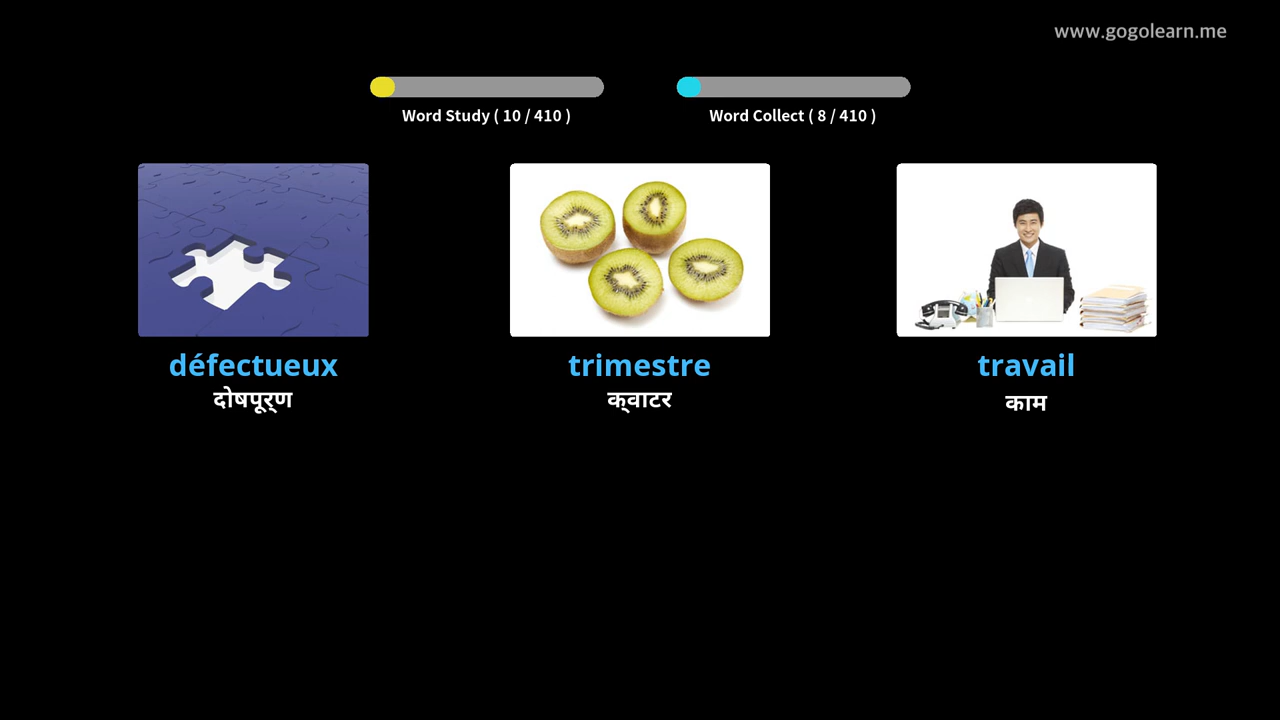 www.gogolearn.me
Word Study ( 10 / 410 )
Word Collect ( 8 / 410 )
défectueux
trimestre
travail
दोषपूर्ण
क्वाटर
काम